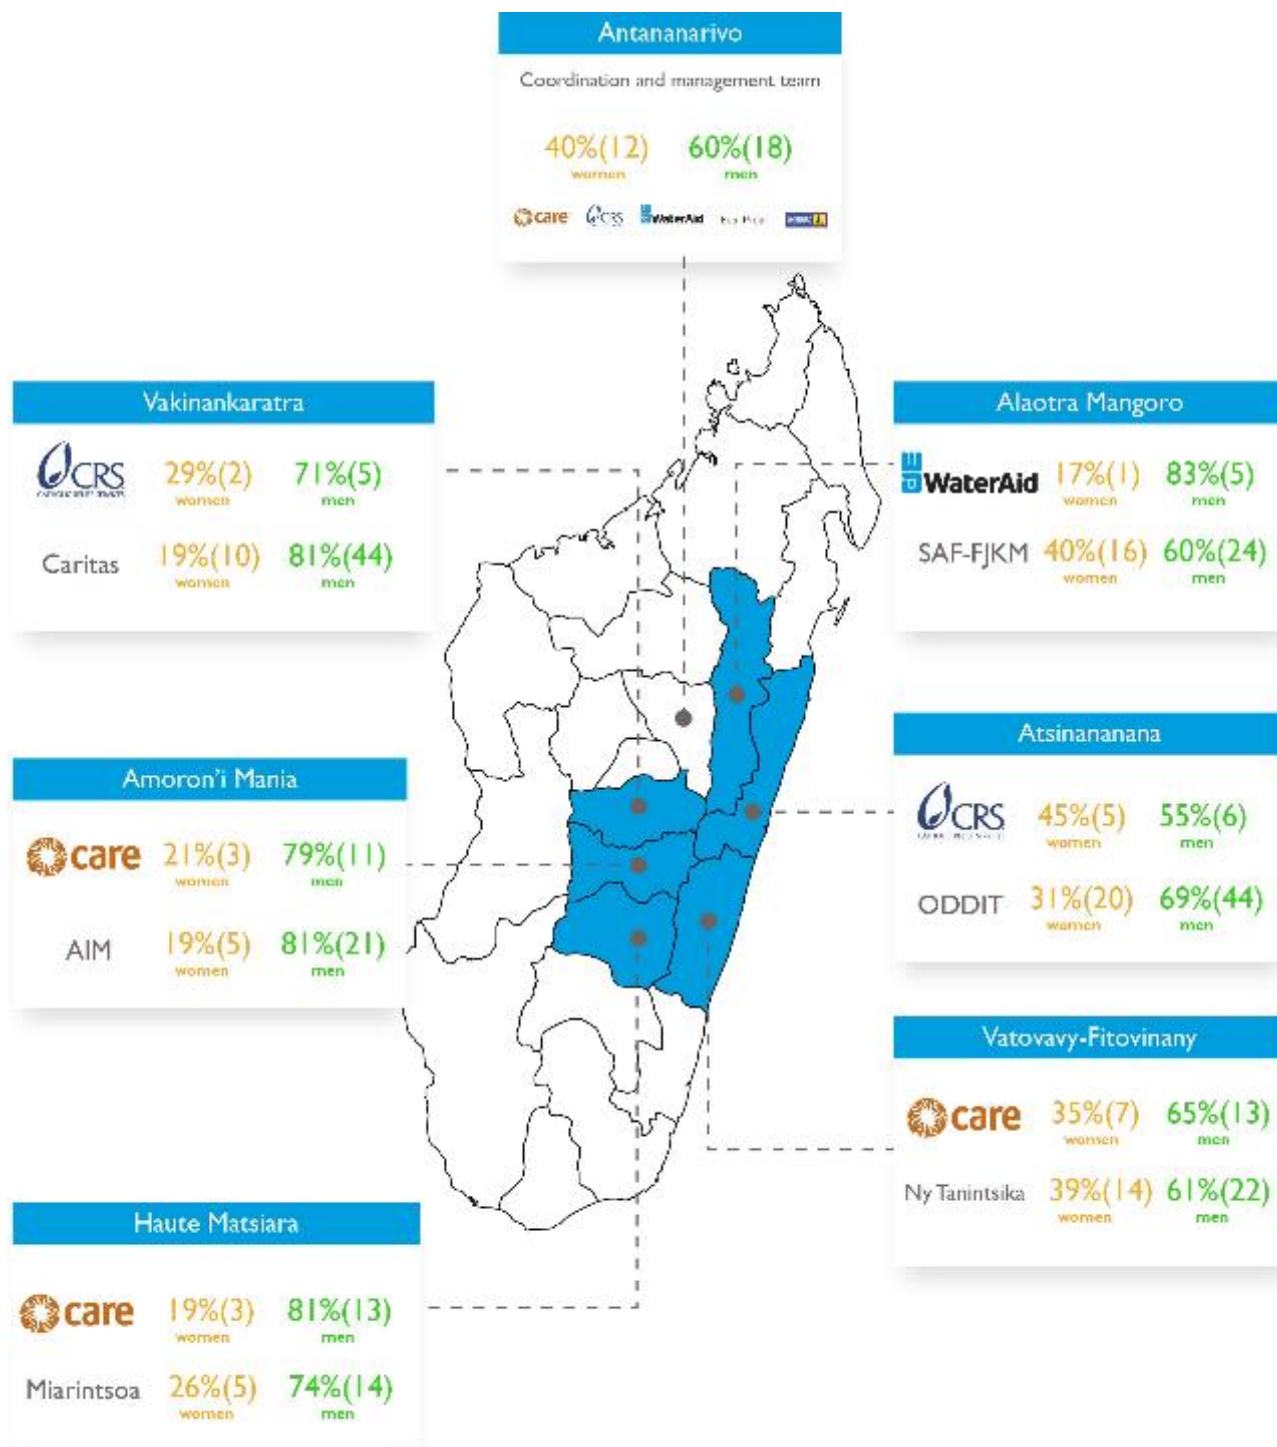 Antananarivo
Coordination and management team
40%(12) 60%(18)
women men
care CRS WaterAid
Vakinankaratra
CRS 29%(2) 71%(5)
women men
Caritas 19%(10) 81%(44)
women men
Alaotra Mangoro
WaterAid 17%(1) 83%(5)
women men
SAF-FJKM 40%(16) 60%(24)
women men
Amoron'i Mania
care 21%(3) 79%(11)
women men
AIM 19%(5) 81%(21)
women men
Atsinananana
CRS 45%(5) 55%(6)
women men
ODDIT 31%(20) 69%(44)
women men
Vatovavy-Fitovinany
care 35%(7) 65%(13)
women men
Ny Tanintsika 39%(14) 61%(22)
women men
Haute Matsiara
care 19%(3) 81%(13)
women men
Miarintsoa 26%(5) 74%(14)
women men